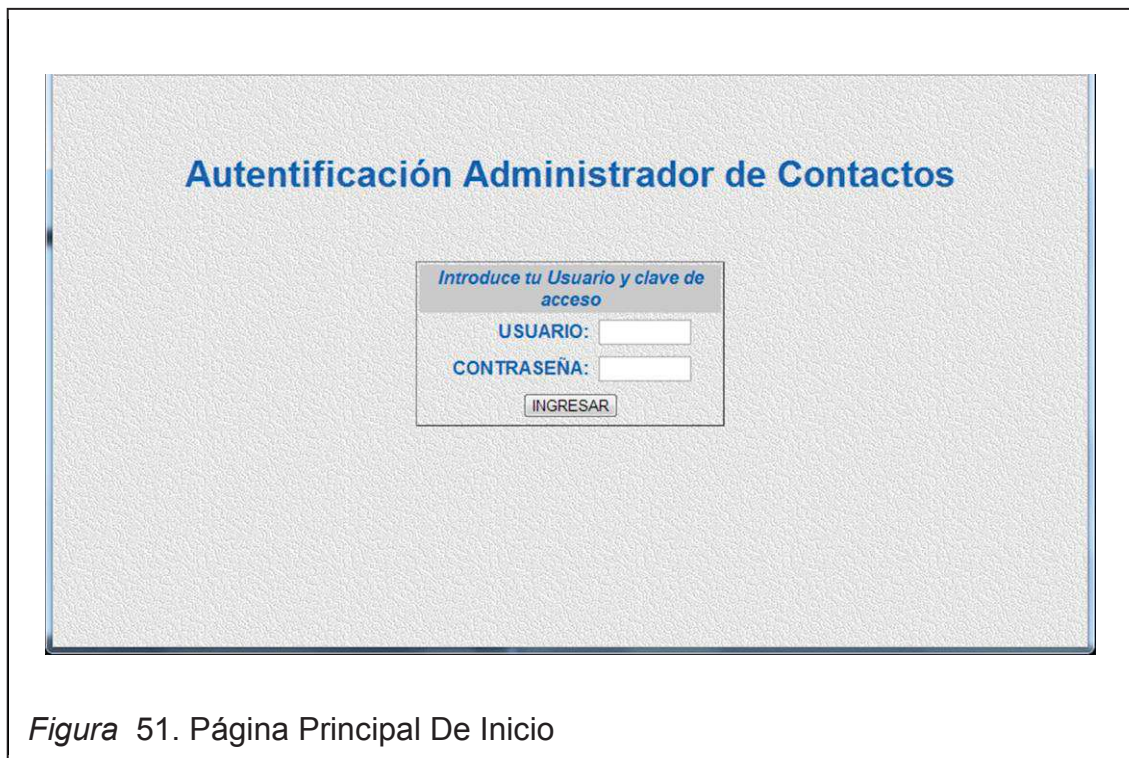 Autentificación Administrador de Contactos
Introduce tu Usuario y clave de
acceso
USUARIO:
CONTRASEÑA:
INGRESAR
Figura 51. Página Principal De Inicio